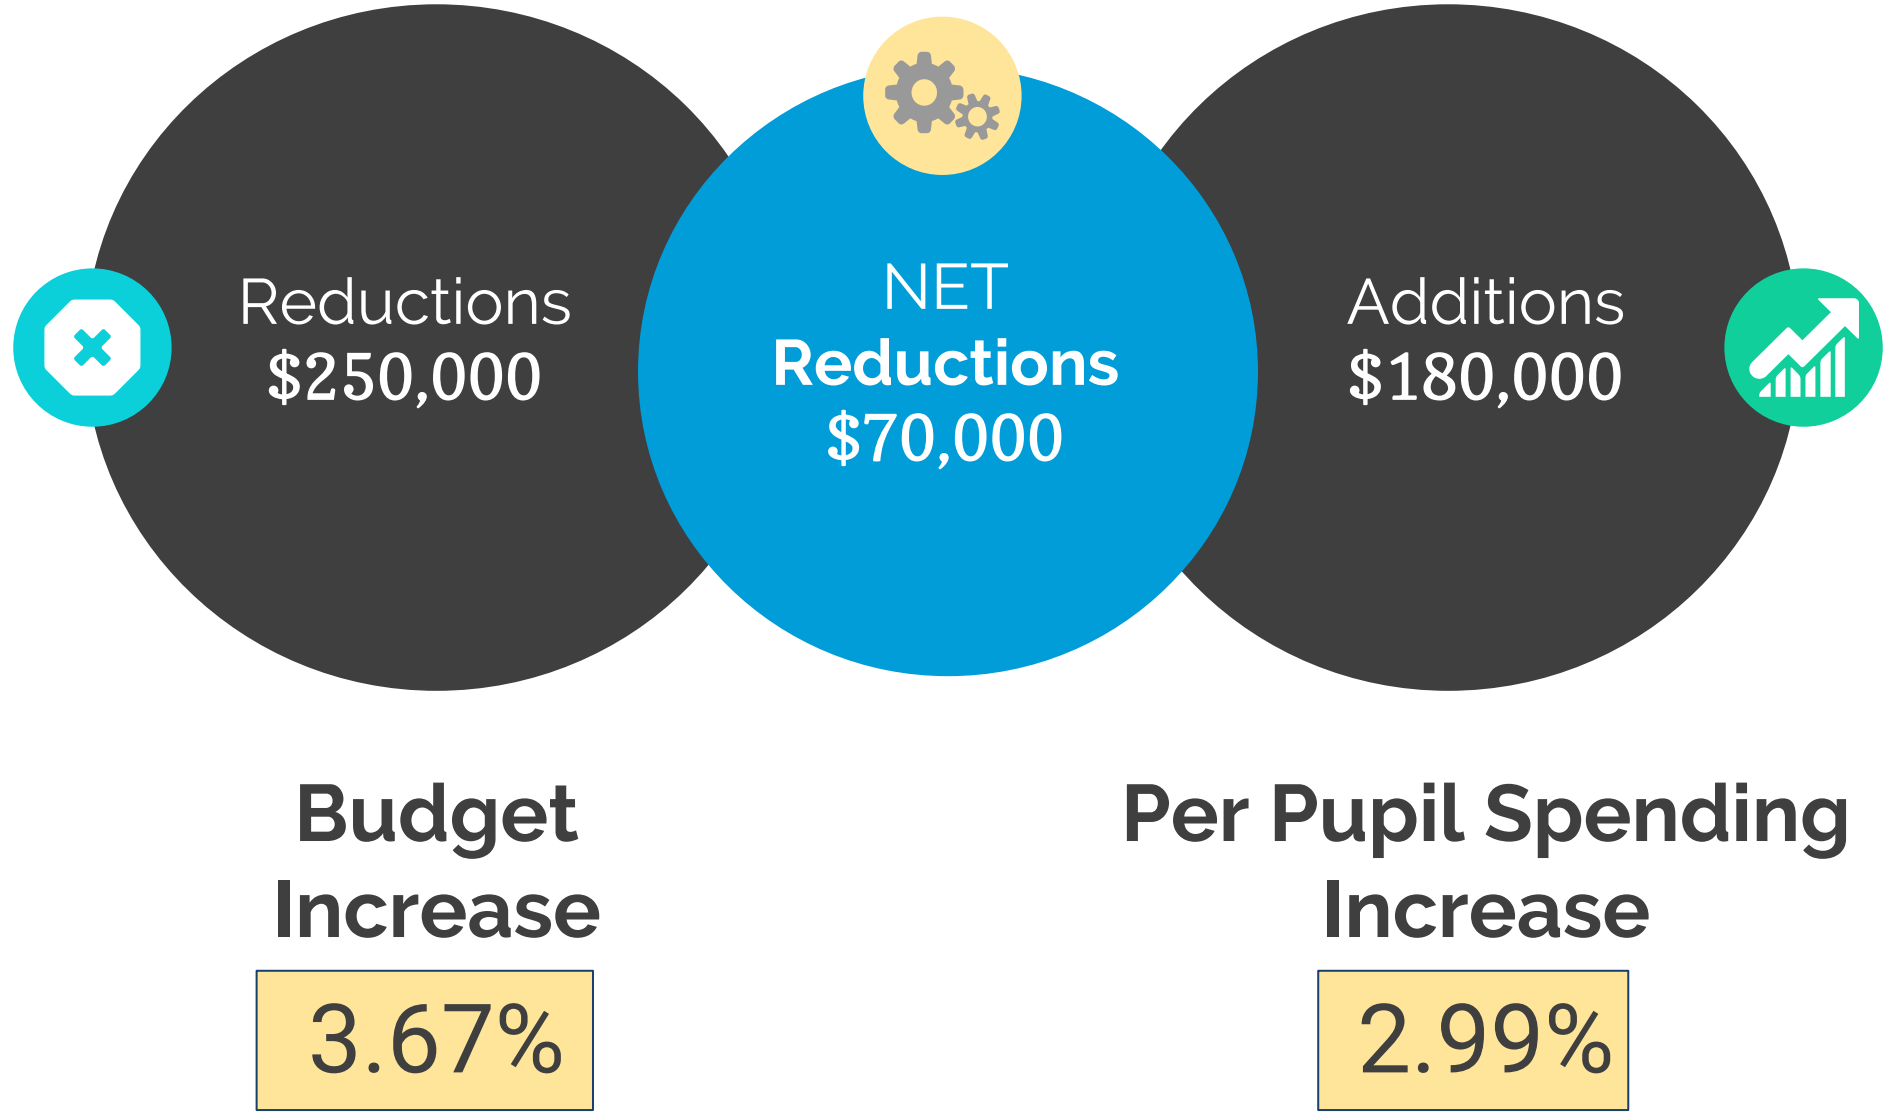 Reductions
$250,000
NET
Reductions
$70,000
Additions
$180,000
Budget
Increase
3.67%
Per Pupil Spending
Increase
2.99%